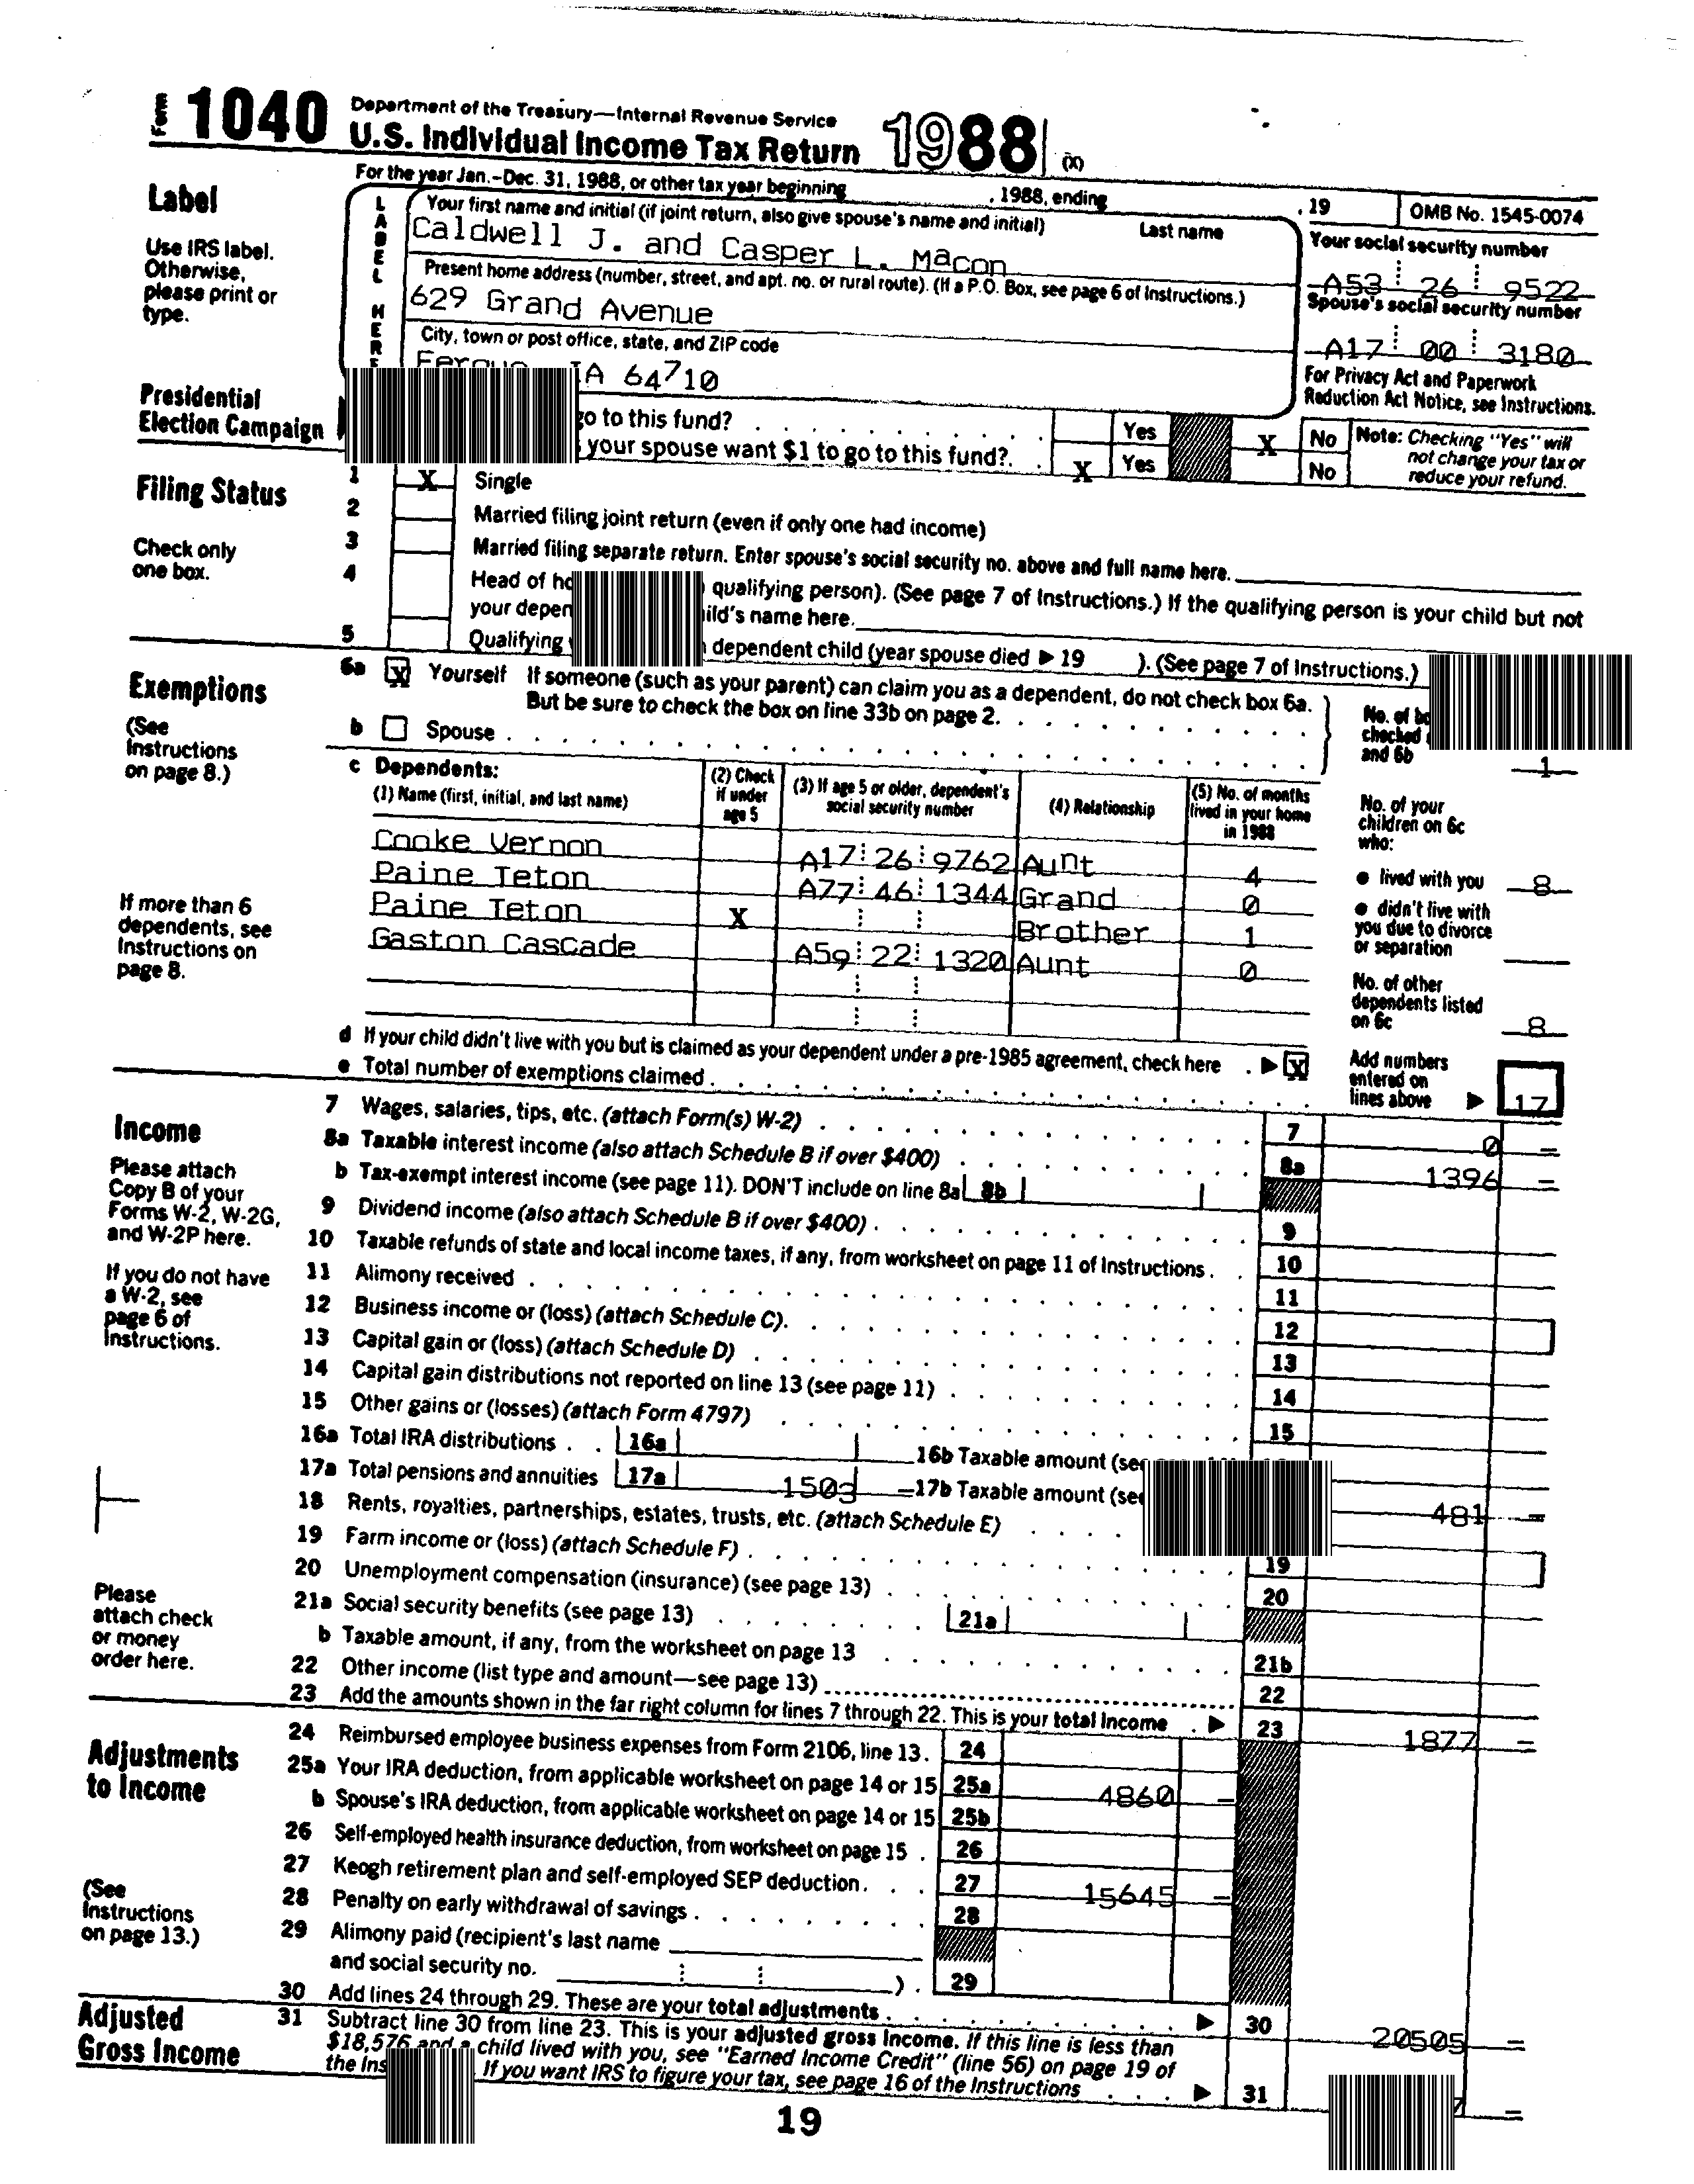 Form 1040 Department of the Treasury—Internal Revenue Service
U.S. Individual Income Tax Return 1988 (X)
For the year Jan.-Dec. 31, 1988, or other tax year beginning , 1988, ending , 19 OMB No. 1545-0074
Label
Use IRS label. Otherwise, please print or type.
LABEL HERE
Your first name and initial (if joint return, also give spouse's name and initial) Last name
Caldwell J. and Casper L. Macon
Your social security number
A53 26 9522
Present home address (number, street, and apt. no. or rural route). (If a P.O. Box, see page 6 of Instructions.)
629 Grand Avenue
Spouse's social security number
A17 00 3180
City, town or post office, state, and ZIP code
IA 64710
For Privacy Act and Paperwork Reduction Act Notice, see Instructions.
Presidential Election Campaign
go to this fund? Yes X No
your spouse want $1 to go to this fund? X Yes No
Note: Checking "Yes" will not change your tax or reduce your refund.
Filing Status
Check only one box.
1 X Single
2 Married filing joint return (even if only one had income)
3 Married filing separate return. Enter spouse's social security no. above and full name here.
4 Head of qualifying person). (See page 7 of Instructions.) If the qualifying person is your child but not
your name here.
5 Qualifying dependent child (year spouse died ▶ 19 ). (See page 7 of Instructions.)
Exemptions
(See Instructions on page 8.)
6a X Yourself If someone (such as your parent) can claim you as a dependent, do not check box 6a.
But be sure to check the box on line 33b on page 2.
b Spouse
No. of checked and 6b 1
c Dependents:
(1) Name (first, initial, and last name) (2) Check if under age 5 (3) If age 5 or older, dependent's social security number (4) Relationship (5) No. of months lived in your home in 1988
Cooke Vernon A17 26 9762 Aunt 4
Paine Teton A77 46 1344 Grand 0
Paine Teton X Brother 1
Gaston Cascade A59 22 1320 Aunt 0
If more than 6 dependents, see Instructions on page 8.
No. of your children on 6c who:
● lived with you 8
● didn't live with you due to divorce or separation
No. of other dependents listed on 6c 8
d If your child didn't live with you but is claimed as your dependent under a pre-1985 agreement, check here ▶ X
e Total number of exemptions claimed
Add numbers entered on lines above ▶ 17
Income
Please attach Copy B of your Forms W-2, W-2G, and W-2P here.
If you do not have a W-2, see page 6 of Instructions.
Please attach check or money order here.
7 Wages, salaries, tips, etc. (attach Form(s) W-2) 7 0 –
8a Taxable interest income (also attach Schedule B if over $400) 8a 1396 –
b Tax-exempt interest income (see page 11). DON'T include on line 8a 8b
9 Dividend income (also attach Schedule B if over $400) 9
10 Taxable refunds of state and local income taxes, if any, from worksheet on page 11 of Instructions 10
11 Alimony received 11
12 Business income or (loss) (attach Schedule C) 12
13 Capital gain or (loss) (attach Schedule D) 13
14 Capital gain distributions not reported on line 13 (see page 11) 14
15 Other gains or (losses) (attach Form 4797) 15
16a Total IRA distributions 16a 16b Taxable amount
17a Total pensions and annuities 17a 1503 – 17b Taxable amount 481 –
18 Rents, royalties, partnerships, estates, trusts, etc. (attach Schedule E)
19 Farm income or (loss) (attach Schedule F) 19
20 Unemployment compensation (insurance) (see page 13) 20
21a Social security benefits (see page 13) 21a
b Taxable amount, if any, from the worksheet on page 13 21b
22 Other income (list type and amount—see page 13) 22
23 Add the amounts shown in the far right column for lines 7 through 22. This is your total income ▶ 23 1877 –
Adjustments to Income
(See Instructions on page 13.)
24 Reimbursed employee business expenses from Form 2106, line 13. 24
25a Your IRA deduction, from applicable worksheet on page 14 or 15 25a 4860 –
b Spouse's IRA deduction, from applicable worksheet on page 14 or 15 25b
26 Self-employed health insurance deduction, from worksheet on page 15 26
27 Keogh retirement plan and self-employed SEP deduction 27 15645 –
28 Penalty on early withdrawal of savings 28
29 Alimony paid (recipient's last name
and social security no. ) 29
30 Add lines 24 through 29. These are your total adjustments ▶ 30 20505 –
Adjusted Gross Income
31 Subtract line 30 from line 23. This is your adjusted gross income. If this line is less than
$18,576 and a child lived with you, see "Earned Income Credit" (line 56) on page 19 of
the If you want IRS to figure your tax, see page 16 of the Instructions ▶ 31
19